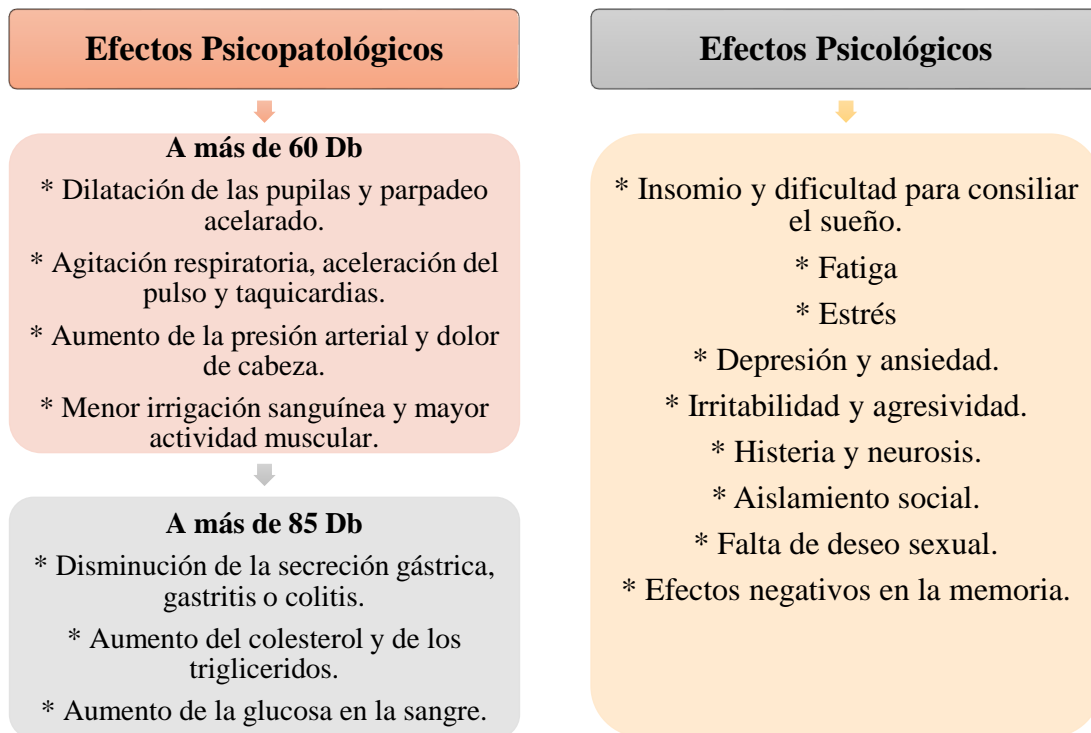 Efectos Psicopatológicos
A más de 60 Db
* Dilatación de las pupilas y parpadeo
acelarado.
* Agitación respiratoria, aceleración del
pulso y taquicardias.
* Aumento de la presión arterial y dolor
de cabeza.
* Menor irrigación sanguínea y mayor
actividad muscular.
A más de 85 Db
* Disminución de la secreción gástrica,
gastritis o colitis.
* Aumento del colesterol y de los
trigliceridos.
* Aumento de la glucosa en la sangre.
Efectos Psicológicos
* Insomio y dificultad para consiliar
el sueño.
* Fatiga
* Estrés
* Depresión y ansiedad.
* Irritabilidad y agresividad.
* Histeria y neurosis.
* Aislamiento social.
* Falta de deseo sexual.
* Efectos negativos en la memoria.